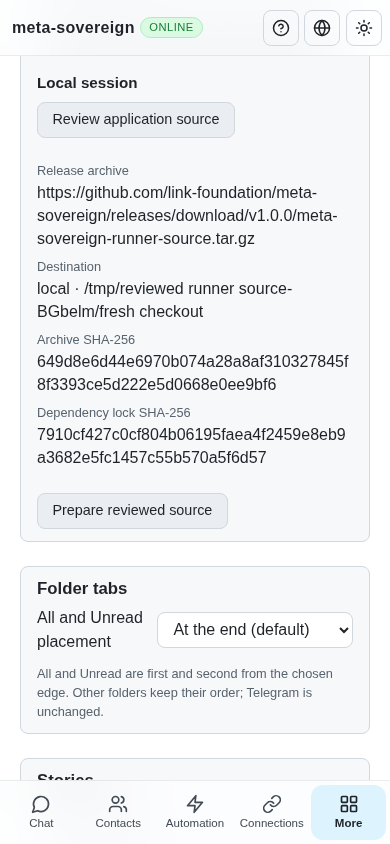 meta-sovereign ONLINE
Local session
Review application source
Release archive
https://github.com/link-foundation/meta-
sovereign/releases/download/v1.0.0/meta-
sovereign-runner-source.tar.gz
Destination
local · /tmp/reviewed runner source-
BGbelm/fresh checkout
Archive SHA-256
649d8e6d44e6970b074a28a8af310327845f
8f3393ce5d222e5d0668e0ee9bf6
Dependency lock SHA-256
7910cf427c0cf804b06195faea4f2459e8eb9
a3682e5fc1457c55b570a5f6d57
Prepare reviewed source
Folder tabs
All and Unread
placement
At the end (default)
All and Unread are first and second from the chosen
edge. Other folders keep their order; Telegram is
unchanged.
Stories
Chat
Contacts
Automation
Connections
More